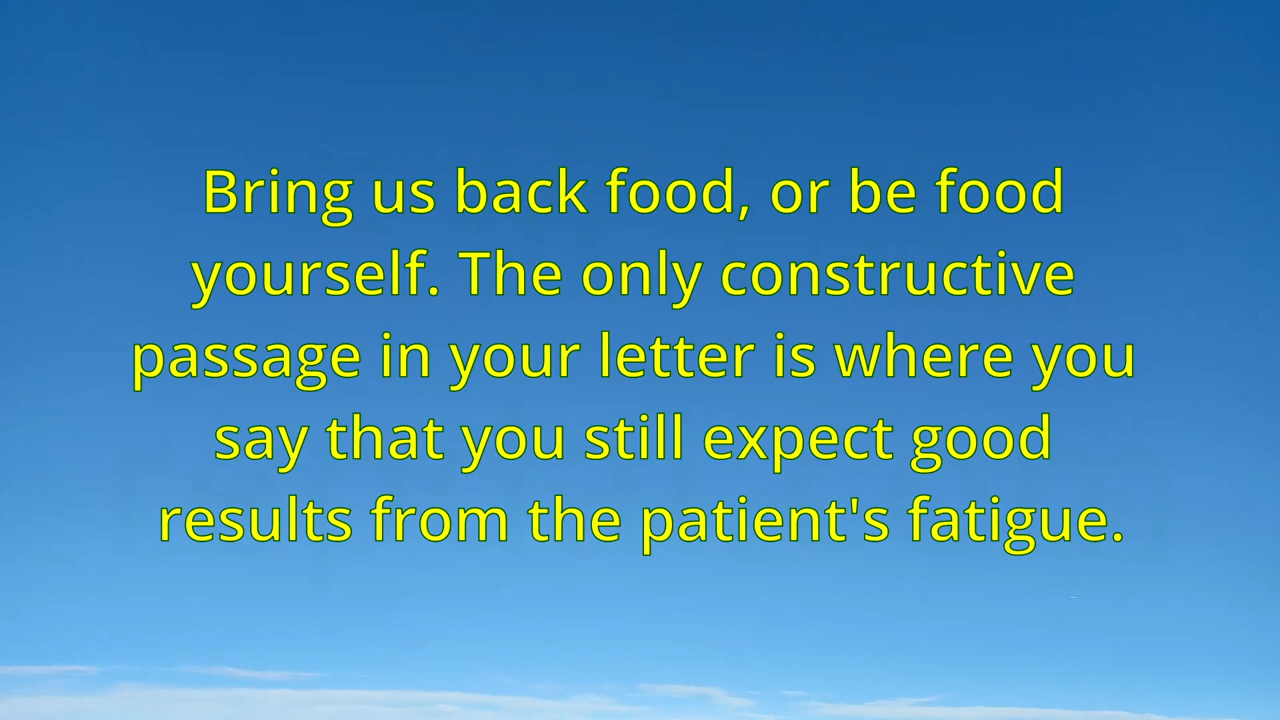 Bring us back food, or be food
yourself. The only constructive
passage in your letter is where you
say that you still expect good
results from the patient's fatigue.